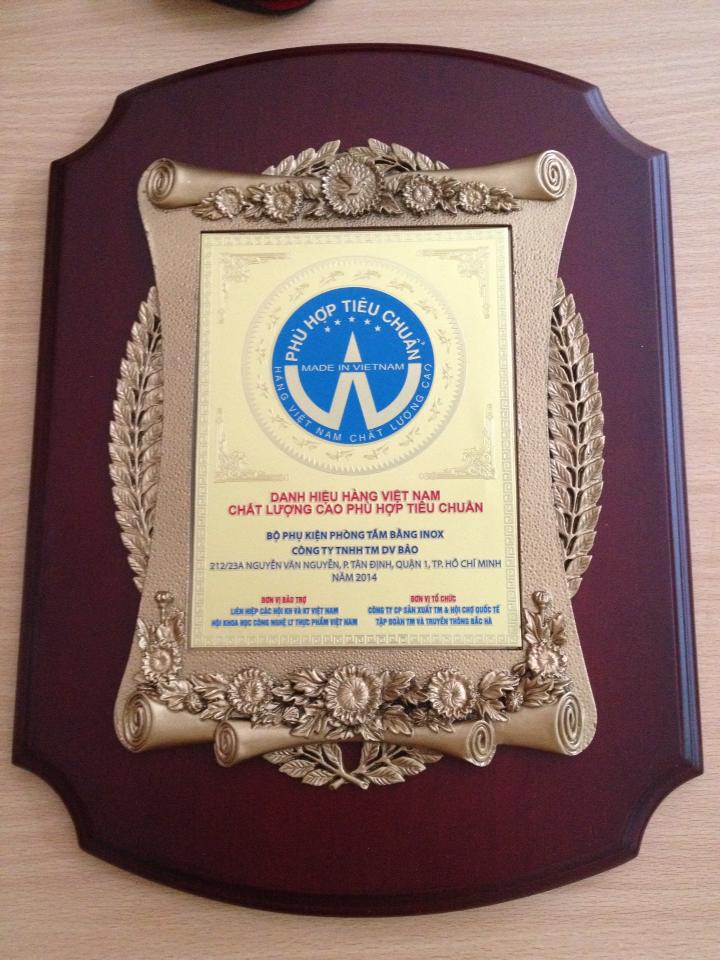 PHÙ HỢP TIÊU CHUẨN
MADE IN VIETNAM
HÀNG VIỆT NAM CHẤT LƯỢNG CAO
DANH HIỆU HÀNG VIỆT NAM
CHẤT LƯỢNG CAO PHÙ HỢP TIÊU CHUẨN
BỘ PHỤ KIỆN PHÒNG TẮM BẰNG INOX
CÔNG TY TNHH TM DV BẢO
212/23A NGUYỄN VĂN NGUYỄN, P. TÂN ĐỊNH, QUẬN 1, TP. HỒ CHÍ MINH
NĂM 2014
ĐƠN VỊ BẢO TRỢ
LIÊN HIỆP CÁC HỘI KH VÀ KT VIỆT NAM
HỘI KHOA HỌC CÔNG NGHỆ LT THỰC PHẨM VIỆT NAM
ĐƠN VỊ TỔ CHỨC
CÔNG TY CP SẢN XUẤT TM & HỘI CHỢ QUỐC TẾ
TẬP ĐOÀN TM VÀ TRUYỀN THÔNG BẮC HÀ